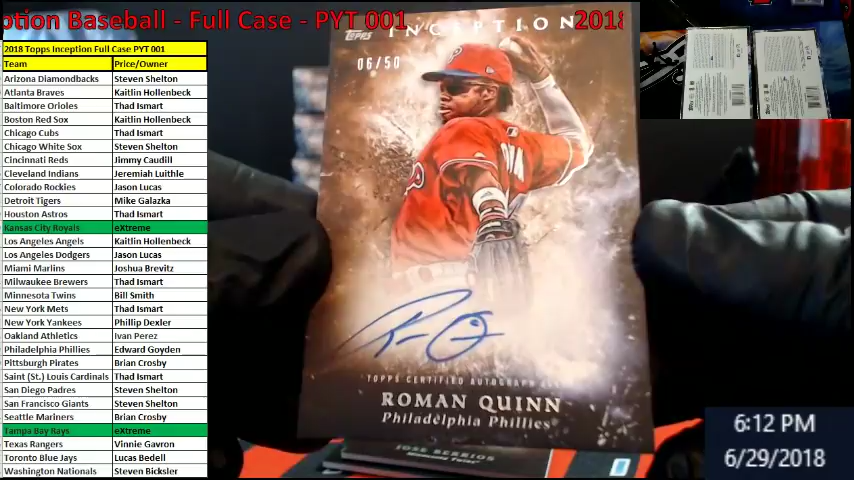 ption Baseball - Full Case - PYT 001
2018
2018 Topps Inception Full Case PYT 001
Team Price/Owner
Arizona Diamondbacks Steven Shelton
Atlanta Braves Kaitlin Hollenbeck
Baltimore Orioles Thad Ismart
Boston Red Sox Kaitlin Hollenbeck
Chicago Cubs Thad Ismart
Chicago White Sox Steven Shelton
Cincinnati Reds Jimmy Caudill
Cleveland Indians Jeremiah Luithle
Colorado Rockies Jason Lucas
Detroit Tigers Mike Galazka
Houston Astros Thad Ismart
Kansas City Royals eXtreme
Los Angeles Angels Kaitlin Hollenbeck
Los Angeles Dodgers Jason Lucas
Miami Marlins Joshua Brevitz
Milwaukee Brewers Thad Ismart
Minnesota Twins Bill Smith
New York Mets Thad Ismart
New York Yankees Phillip Dexler
Oakland Athletics Ivan Perez
Philadelphia Phillies Edward Goyden
Pittsburgh Pirates Brian Crosby
Saint (St.) Louis Cardinals Thad Ismart
San Diego Padres Steven Shelton
San Francisco Giants Steven Shelton
Seattle Mariners Brian Crosby
Tampa Bay Rays eXtreme
Texas Rangers Vinnie Gavron
Toronto Blue Jays Lucas Bedell
Washington Nationals Steven Bicksler
Topps INCEPTION
06/50
TOPPS CERTIFIED AUTOGRAPH
ROMAN QUINN
Philadelphia Phillies
JOSE BERRIOS
Minnesota Twins
6:12 PM
6/29/2018